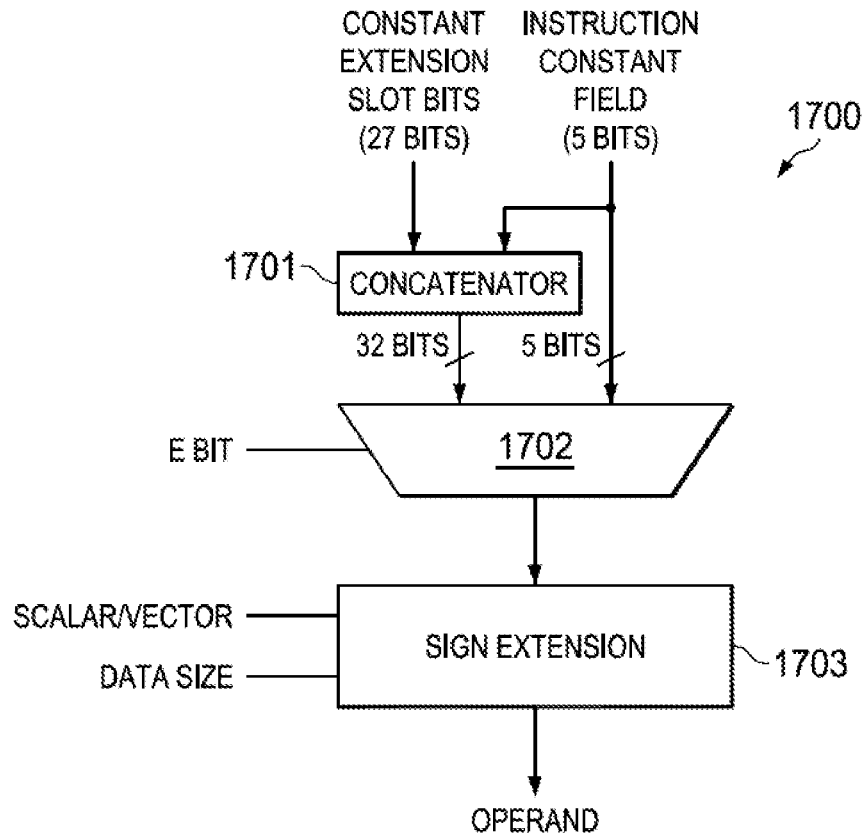 CONSTANT
EXTENSION
SLOT BITS
(27 BITS)
INSTRUCTION
CONSTANT
FIELD
(5 BITS)
1700
1701
CONCATENATOR
32 BITS
5 BITS
E BIT
1702
SCALAR/VECTOR
DATA SIZE
SIGN EXTENSION
1703
OPERAND